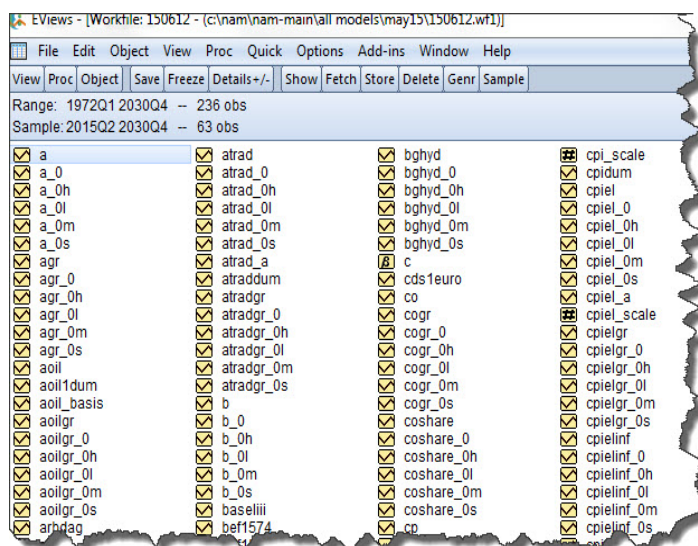 EViews - [Workfile: 150612 - (c:\nam\nam-main\all models\may15\150612.wf1)]
File Edit Object View Proc Quick Options Add-ins Window Help
View Proc Object Save Freeze Details+/- Show Fetch Store Delete Genr Sample
Range: 1972Q1 2030Q4 -- 236 obs
Sample: 2015Q2 2030Q4 -- 63 obs
a
a_0
a_0h
a_0l
a_0m
a_0s
agr
agr_0
agr_0h
agr_0l
agr_0m
agr_0s
aoil
aoil1dum
aoil_basis
aoilgr
aoilgr_0
aoilgr_0h
aoilgr_0l
aoilgr_0m
aoilgr_0s
arbdag
atrad
atrad_0
atrad_0h
atrad_0l
atrad_0m
atrad_0s
atrad_a
atraddum
atradgr
atradgr_0
atradgr_0h
atradgr_0l
atradgr_0m
atradgr_0s
b
b_0
b_0h
b_0l
b_0m
b_0s
baseliii
bef1574
bghyd
bghyd_0
bghyd_0h
bghyd_0l
bghyd_0m
bghyd_0s
β c
cds1euro
co
cogr
cogr_0
cogr_0h
cogr_0l
cogr_0m
cogr_0s
coshare
coshare_0
coshare_0h
coshare_0l
coshare_0m
coshare_0s
cp
# cpi_scale
cpidum
cpiel
cpiel_0
cpiel_0h
cpiel_0l
cpiel_0m
cpiel_0s
cpiel_a
# cpiel_scale
cpielgr
cpielgr_0
cpielgr_0h
cpielgr_0l
cpielgr_0m
cpielgr_0s
cpielinf
cpielinf_0
cpielinf_0h
cpielinf_0l
cpielinf_0m
cpielinf_0s